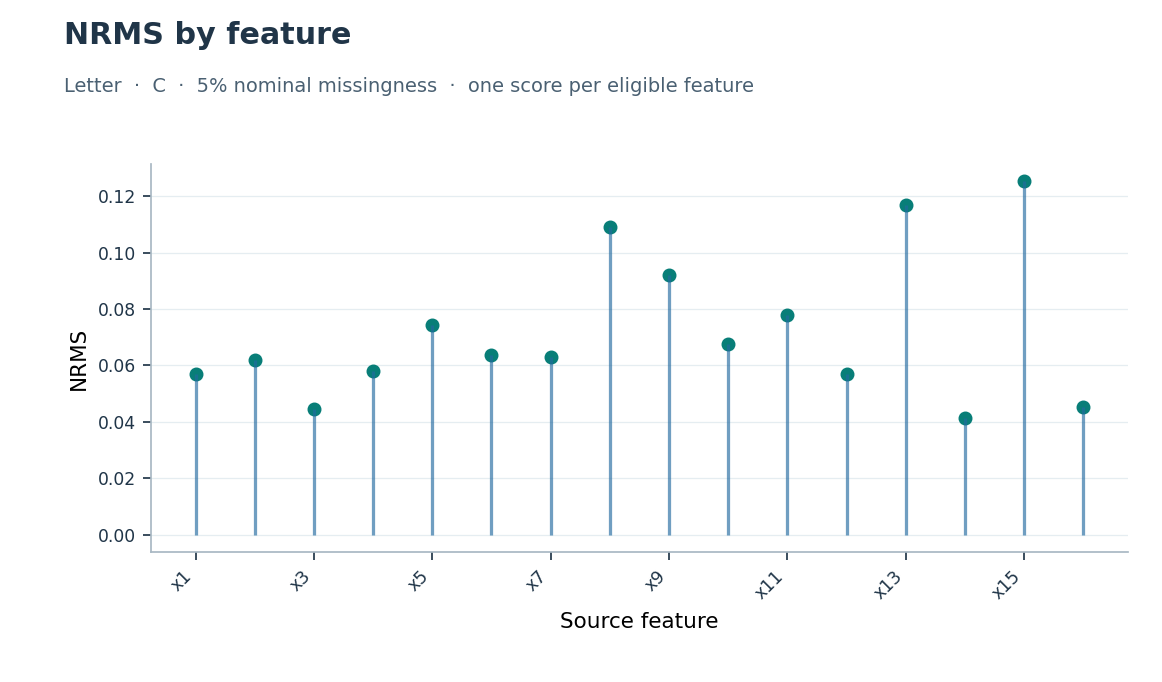 NRMS by feature
Letter · C · 5% nominal missingness · one score per eligible feature
0.12
0.10
0.08
0.06
0.04
0.02
0.00
NRMS
x1
x3
x5
x7
x9
x11
x13
x15
Source feature